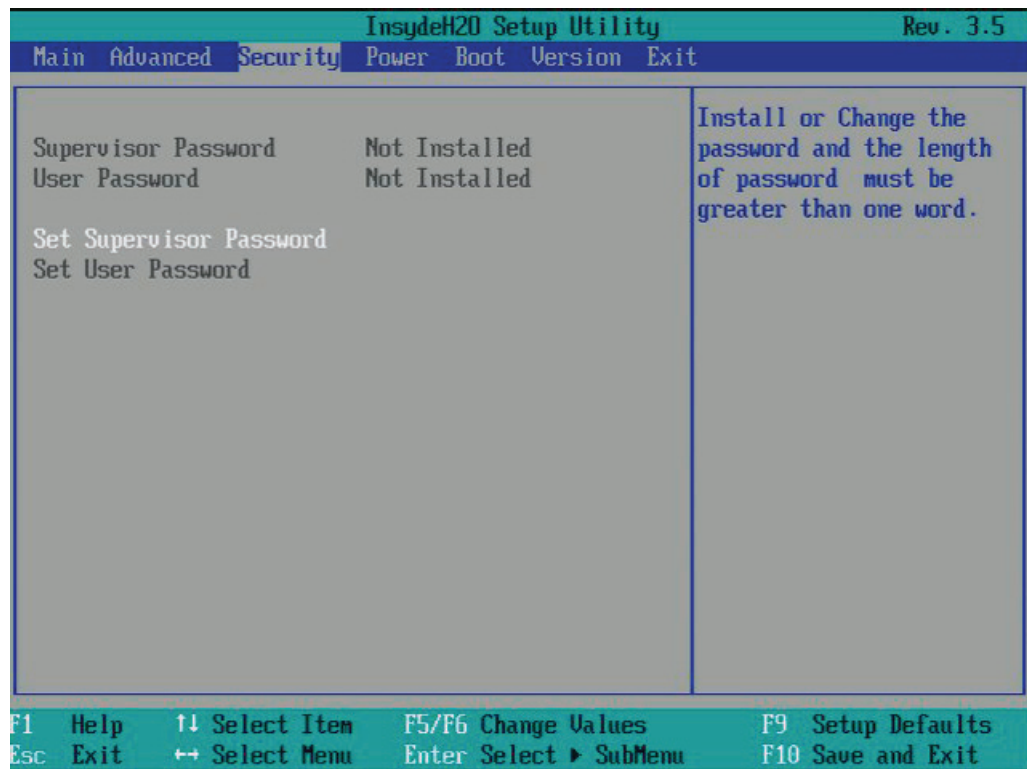 InsydeH2O Setup Utility Rev. 3.5
Main Advanced Security Power Boot Version Exit
Supervisor Password Not Installed
User Password Not Installed
Set Supervisor Password
Set User Password
Install or Change the
password and the length
of password must be
greater than one word.
F1 Help ↑↓ Select Item F5/F6 Change Values F9 Setup Defaults
Esc Exit ↔ Select Menu Enter Select ▶ SubMenu F10 Save and Exit